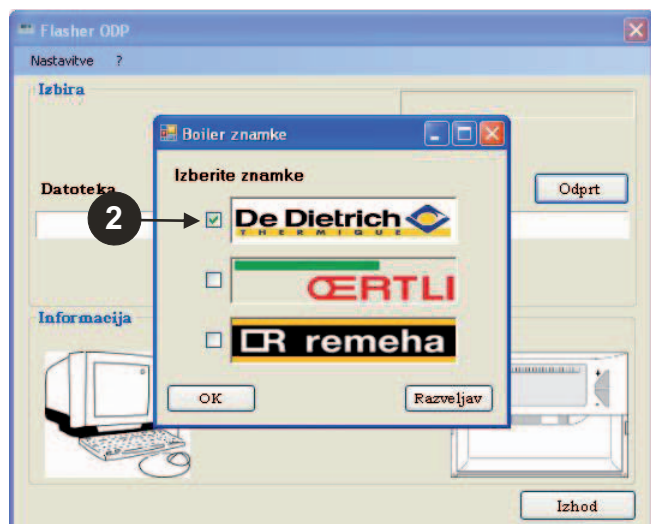 Flasher ODP
Nastavitve ?
Izbira
Boiler znamke
Izberite znamke
Datoteka
Odprt
2
De Dietrich
THERMIQUE
ŒRTLI
remeha
Informacija
OK
Razveljav
Izhod